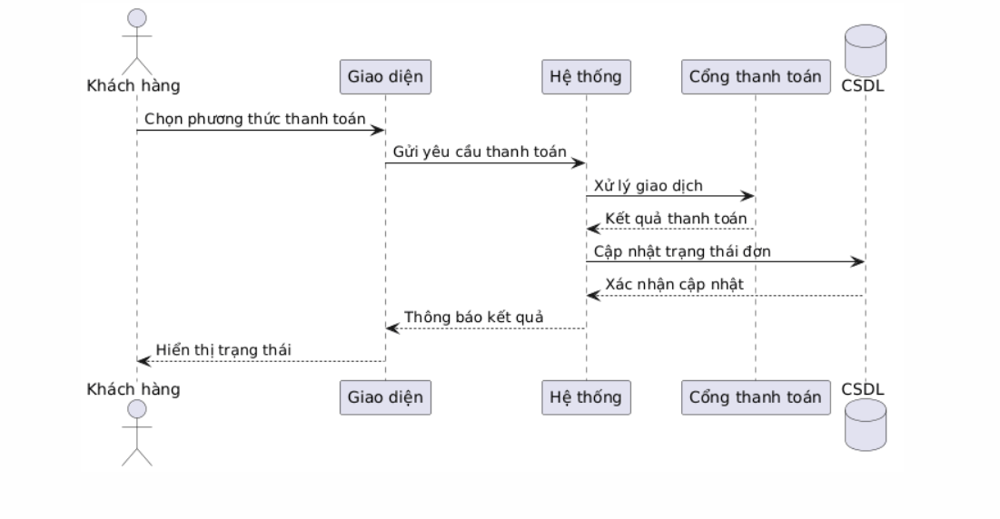 Khách hàng
Giao diện
Hệ thống
Cổng thanh toán
CSDL
Chọn phương thức thanh toán
Gửi yêu cầu thanh toán
Xử lý giao dịch
Kết quả thanh toán
Cập nhật trạng thái đơn
Xác nhận cập nhật
Thông báo kết quả
Hiển thị trạng thái
Khách hàng
Giao diện
Hệ thống
Cổng thanh toán
CSDL